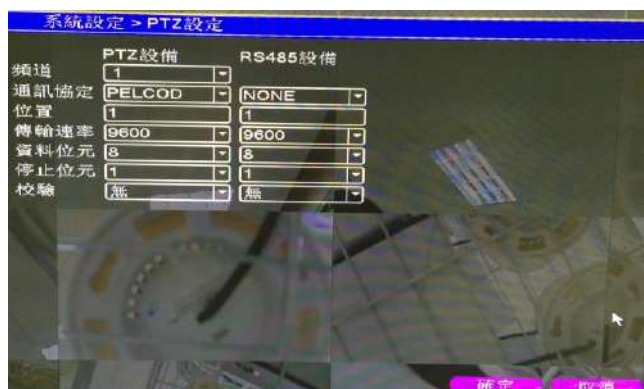 系統設定 > PTZ設定
PTZ設備 RS485設備
頻道 1
通訊協定 PELCOD NONE
位置 1 1
傳輸速率 9600 9600
資料位元 8 8
停止位元 1 1
校驗 無 無
確定 取消